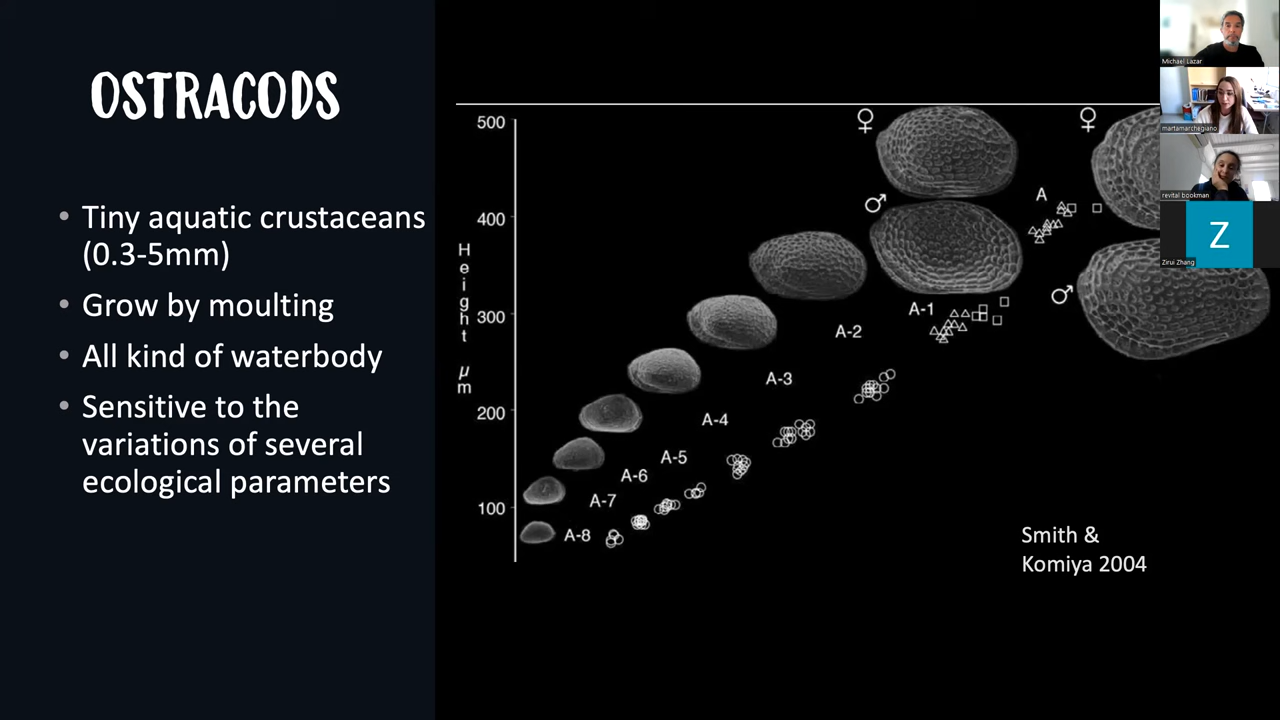 OSTRACODS
• Tiny aquatic crustaceans
(0.3-5mm)
• Grow by moulting
• All kind of waterbody
• Sensitive to the
variations of several
ecological parameters
500
400
300
200
100
Height μm
♀
♂
♀
♂
A
A-1
A-2
A-3
A-4
A-5
A-6
A-7
A-8
Smith &
Komiya 2004
Michael Lazar
martamarchegiano
revital bookman
Z
Zirui Zhang